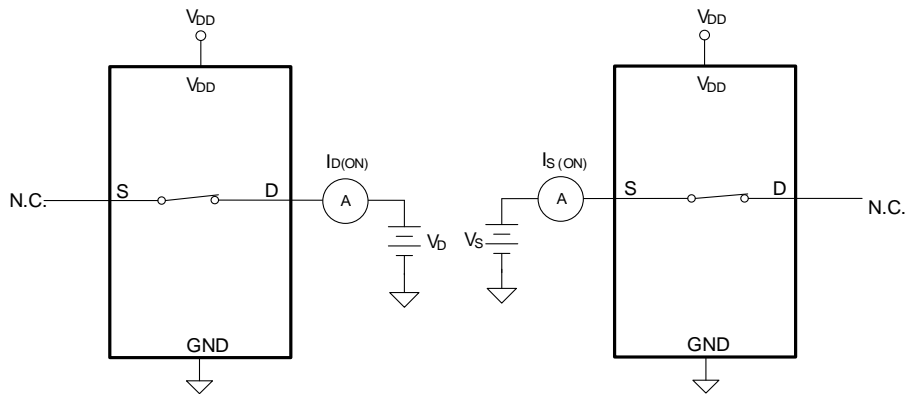 VDD
VDD
N.C.
S
D
ID(ON)
A
VD
GND
VDD
VDD
IS (ON)
A
VS
S
D
N.C.
GND